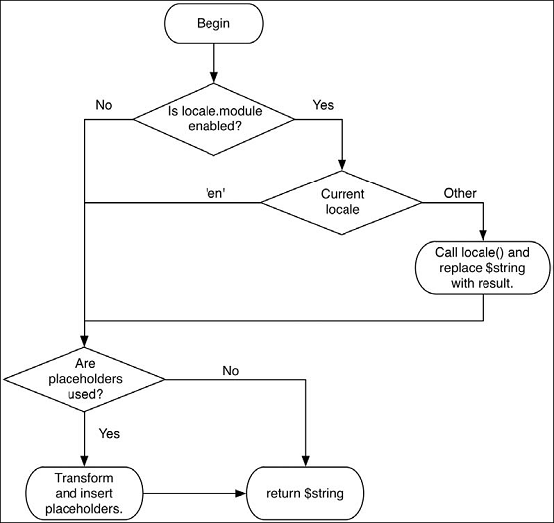 Begin
No
Is locale.module
enabled?
Yes
'en'
Current
locale
Other
Call locale() and
replace $string
with result.
Are
placeholders
used?
No
Yes
Transform
and insert
placeholders.
return $string